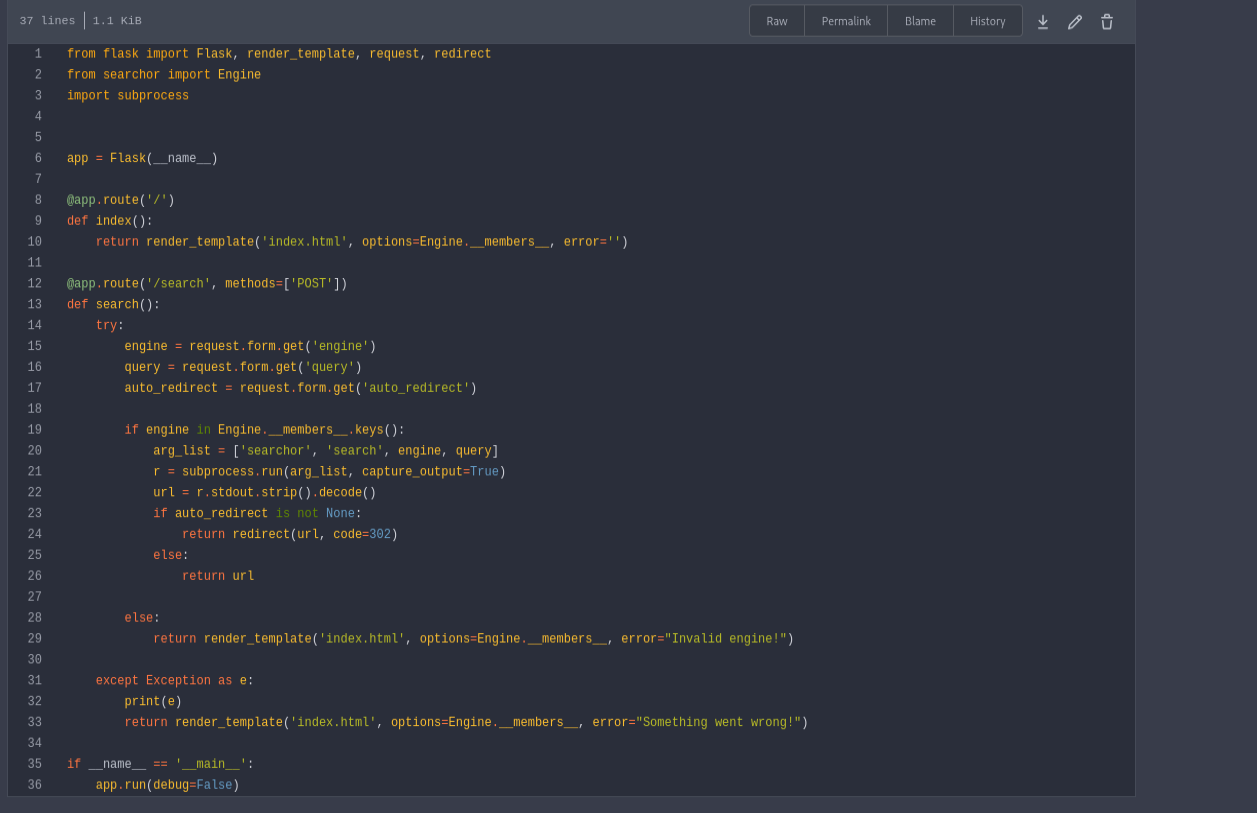 37 lines 1.1 KiB Raw Permalink Blame History
1 from flask import Flask, render_template, request, redirect
2 from searchor import Engine
3 import subprocess
4
5
6 app = Flask(__name__)
7
8 @app.route('/')
9 def index():
10     return render_template('index.html', options=Engine.__members__, error='')
11
12 @app.route('/search', methods=['POST'])
13 def search():
14     try:
15         engine = request.form.get('engine')
16         query = request.form.get('query')
17         auto_redirect = request.form.get('auto_redirect')
18
19         if engine in Engine.__members__.keys():
20             arg_list = ['searchor', 'search', engine, query]
21             r = subprocess.run(arg_list, capture_output=True)
22             url = r.stdout.strip().decode()
23             if auto_redirect is not None:
24                 return redirect(url, code=302)
25             else:
26                 return url
27
28         else:
29             return render_template('index.html', options=Engine.__members__, error="Invalid engine!")
30
31     except Exception as e:
32         print(e)
33         return render_template('index.html', options=Engine.__members__, error="Something went wrong!")
34
35 if __name__ == '__main__':
36     app.run(debug=False)